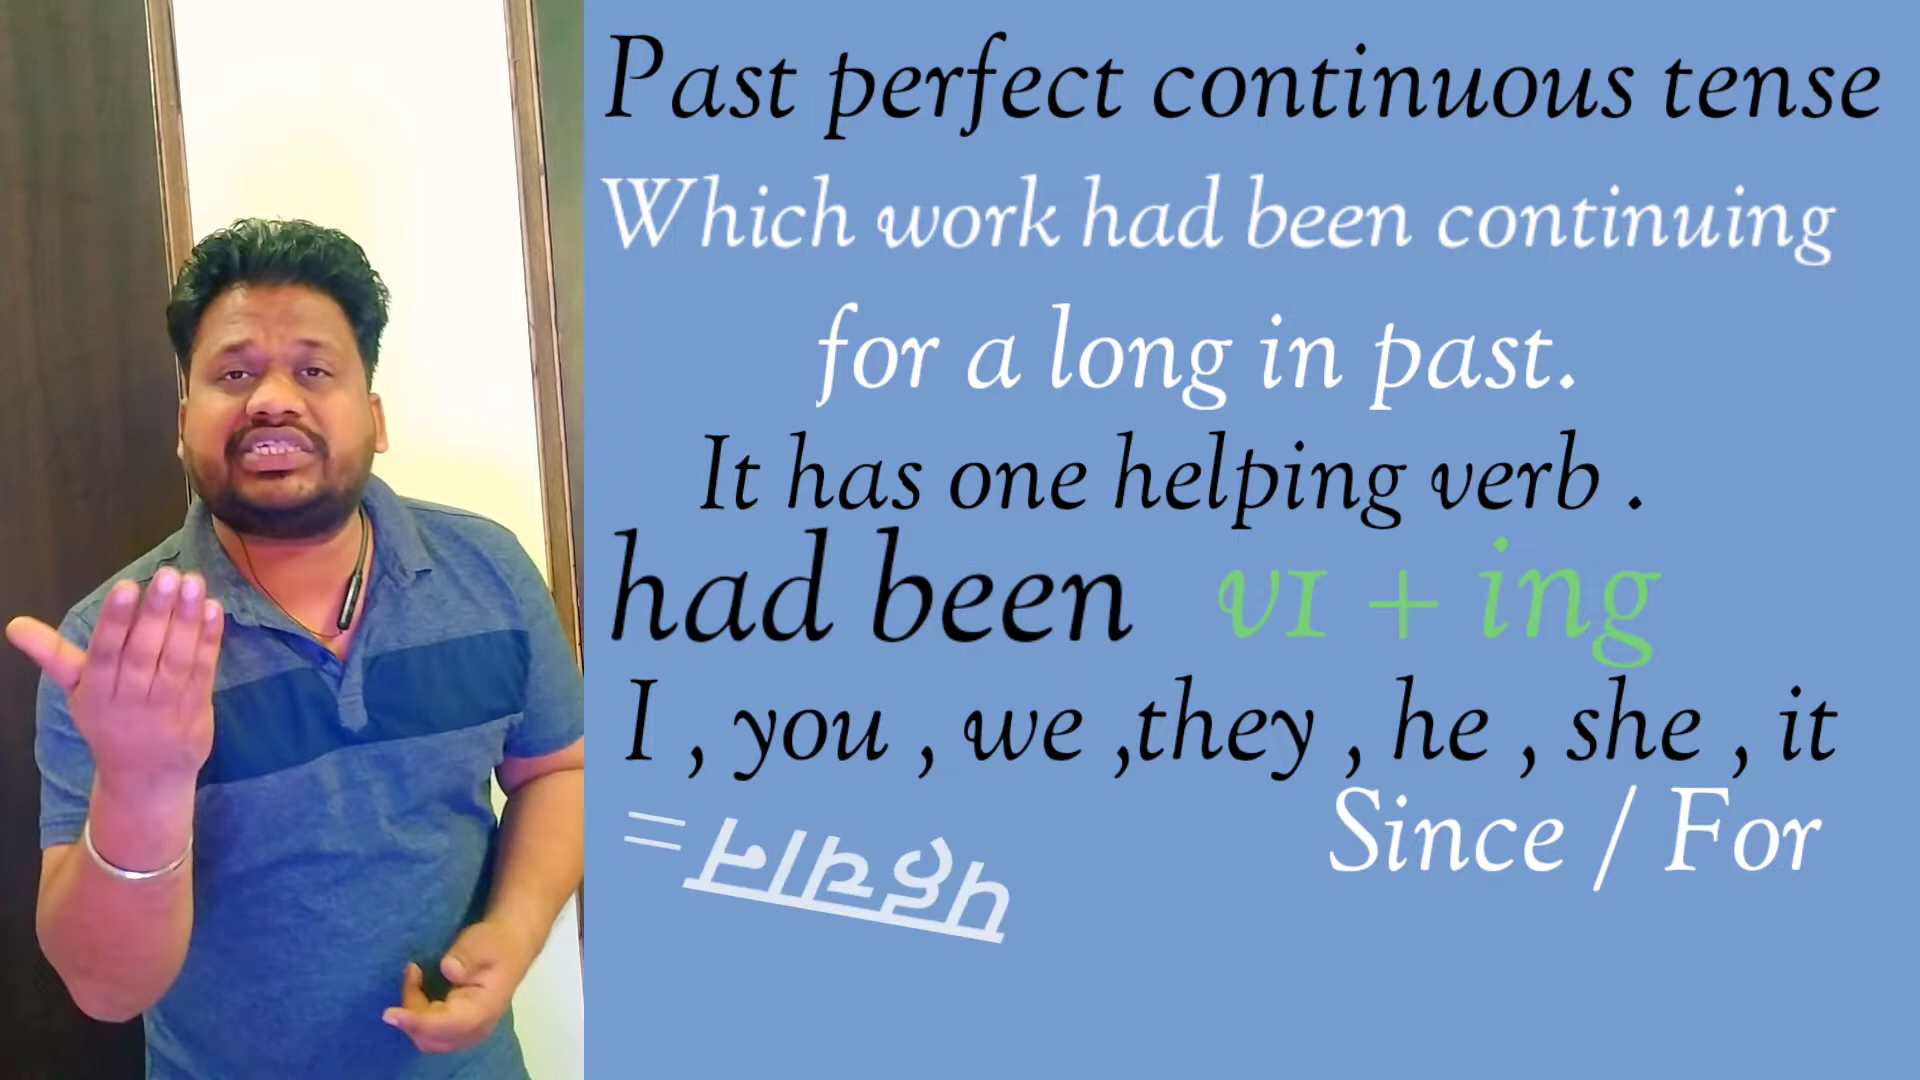 Past perfect continuous tense
Which work had been continuing
for a long in past.
It has one helping verb .
had been v1 + ing
I , you , we ,they , he , she , it
Since / For